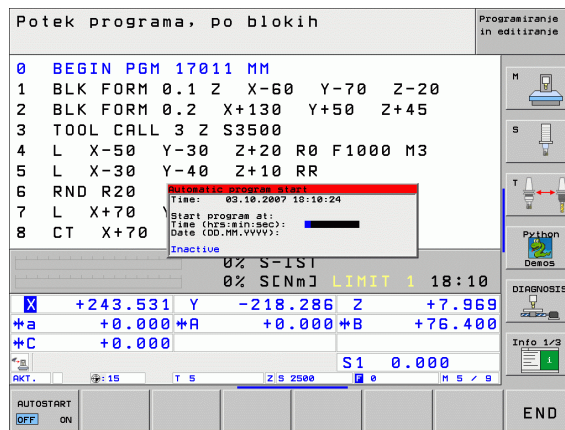 Potek programa, po blokih
Programiranje
in editiranje
0 BEGIN PGM 17011 MM
1 BLK FORM 0.1 Z X-60 Y-70 Z-20
2 BLK FORM 0.2 X+130 Y+50 Z+45
3 TOOL CALL 3 Z S3500
4 L X-50 Y-30 Z+20 R0 F1000 M3
5 L X-30 Y-40 Z+10 RR
6 RND R20
7 L X+70
8 CT X+70
Automatic program start
Time: 03.10.2007 18:10:24
Start program at:
Time (hrs:min:sec):
Date (DD.MM.YYYY):
Inactive
0% S-IST
0% S[Nm] LIMIT 1 18:10
X +243.531 Y -218.286 Z +7.969
a +0.000 A +0.000 B +76.400
C +0.000
S1 0.000
AKT. : 15 T 5 Z S 2500 F 0 M 5 / 9
M
S
T
Python
Demos
DIAGNOSIS
Info 1/3
AUTOSTART
OFF ON
END